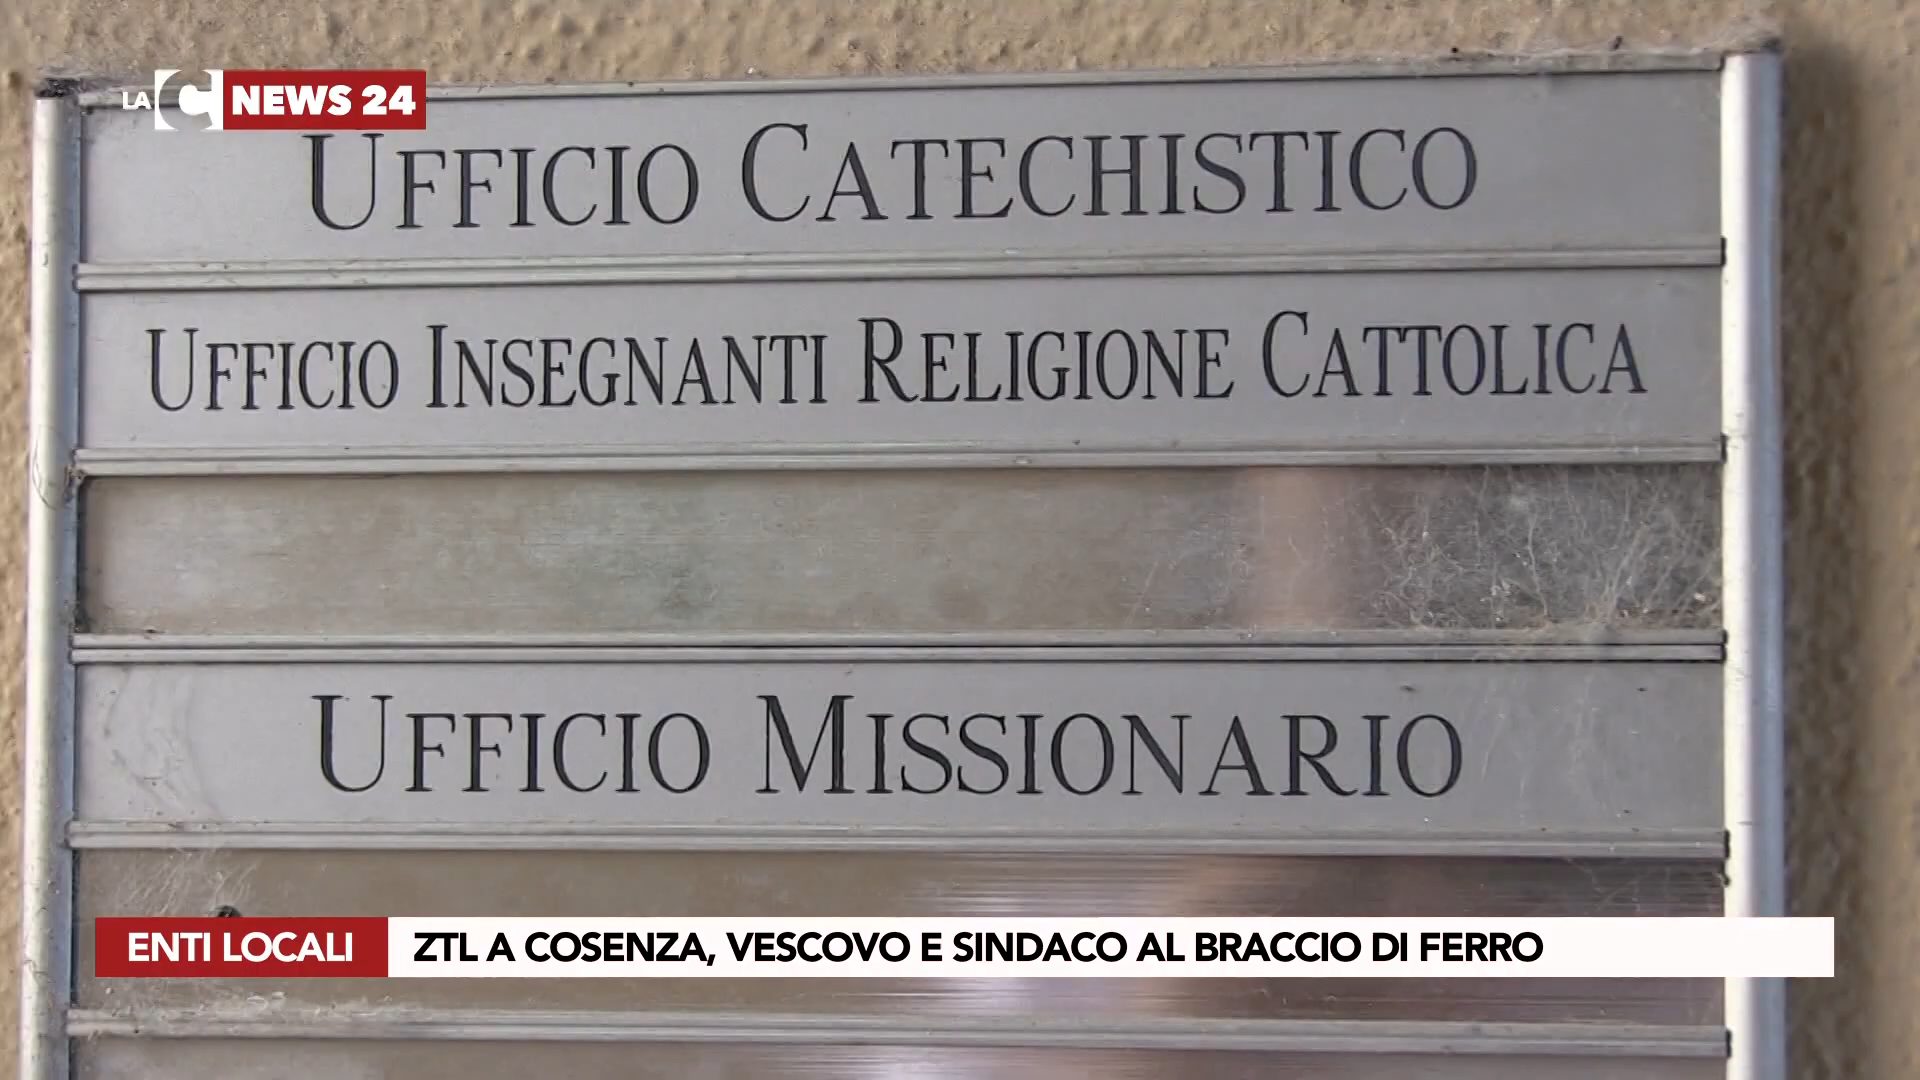 LA C NEWS 24
UFFICIO CATECHISTICO
UFFICIO INSEGNANTI RELIGIONE CATTOLICA
UFFICIO MISSIONARIO
ENTI LOCALI ZTL A COSENZA, VESCOVO E SINDACO AL BRACCIO DI FERRO